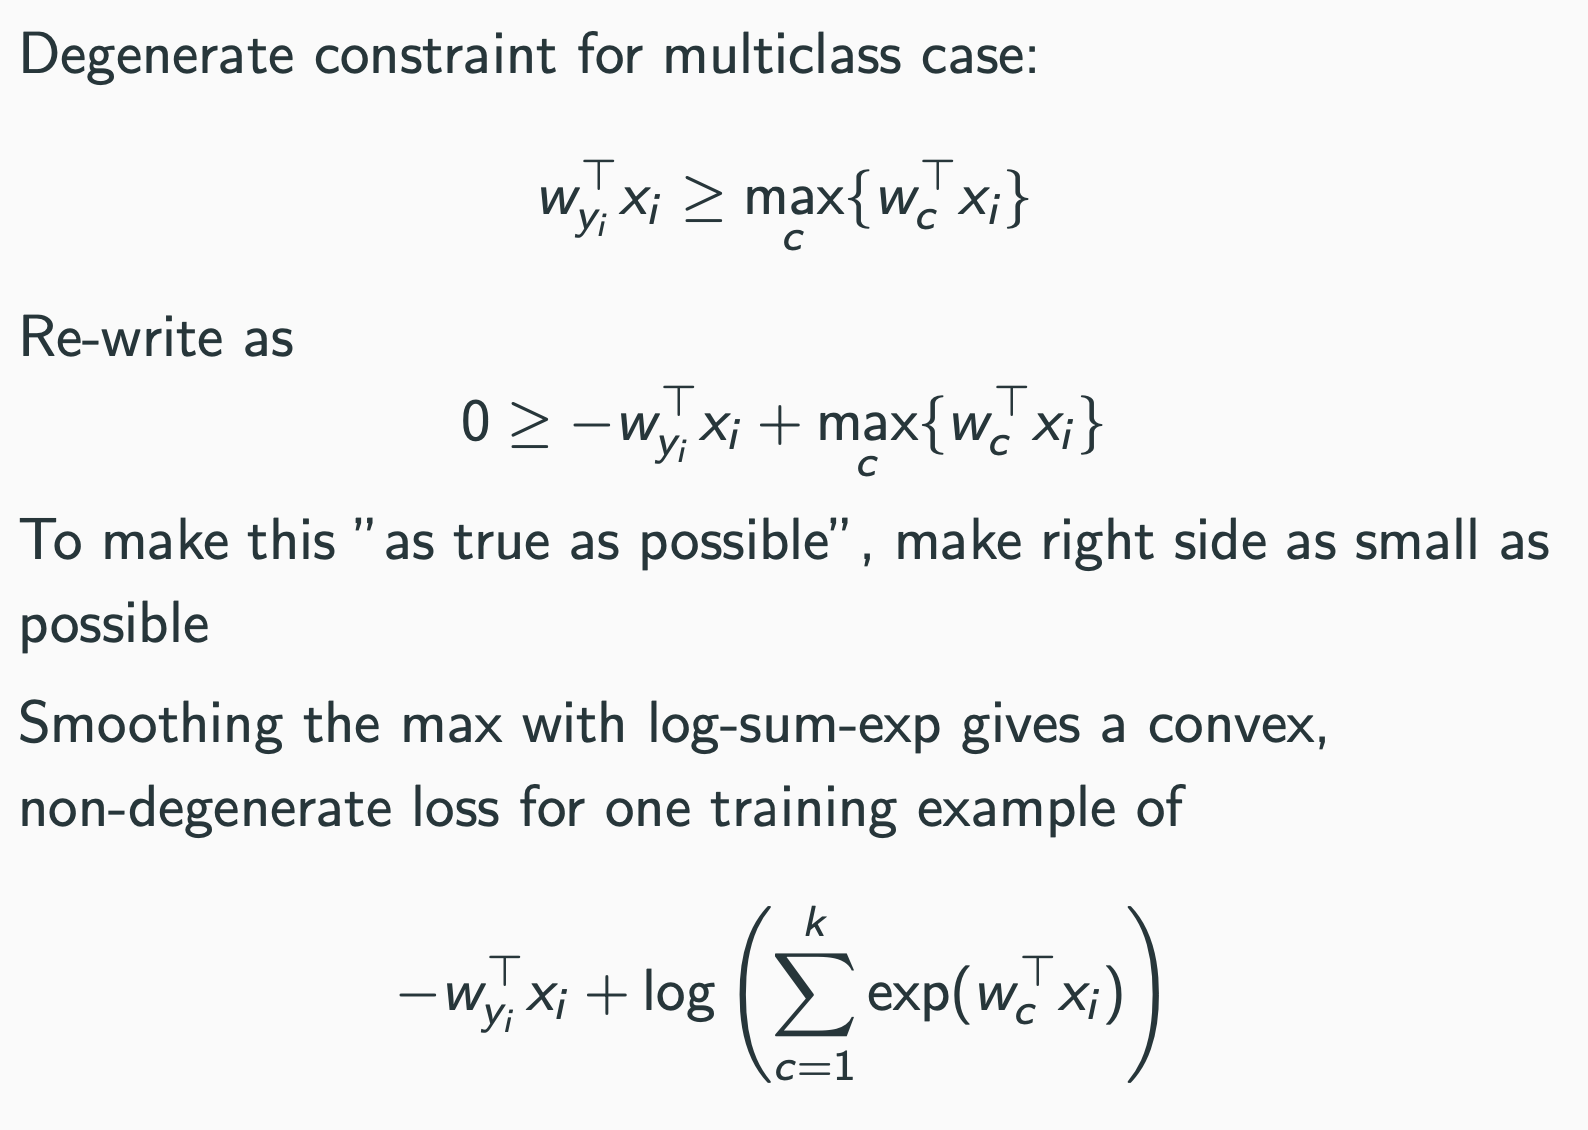 Degenerate constraint for multiclass case:
$w_{y_i}^\top x_i \geq \max_c \{w_c^\top x_i\}$
Re-write as
$0 \geq -w_{y_i}^\top x_i + \max_c \{w_c^\top x_i\}$
To make this ”as true as possible”, make right side as small as
possible
Smoothing the max with log-sum-exp gives a convex,
non-degenerate loss for one training example of
$-w_{y_i}^\top x_i + \log \left( \sum_{c=1}^{k} \exp(w_c^\top x_i) \right)$